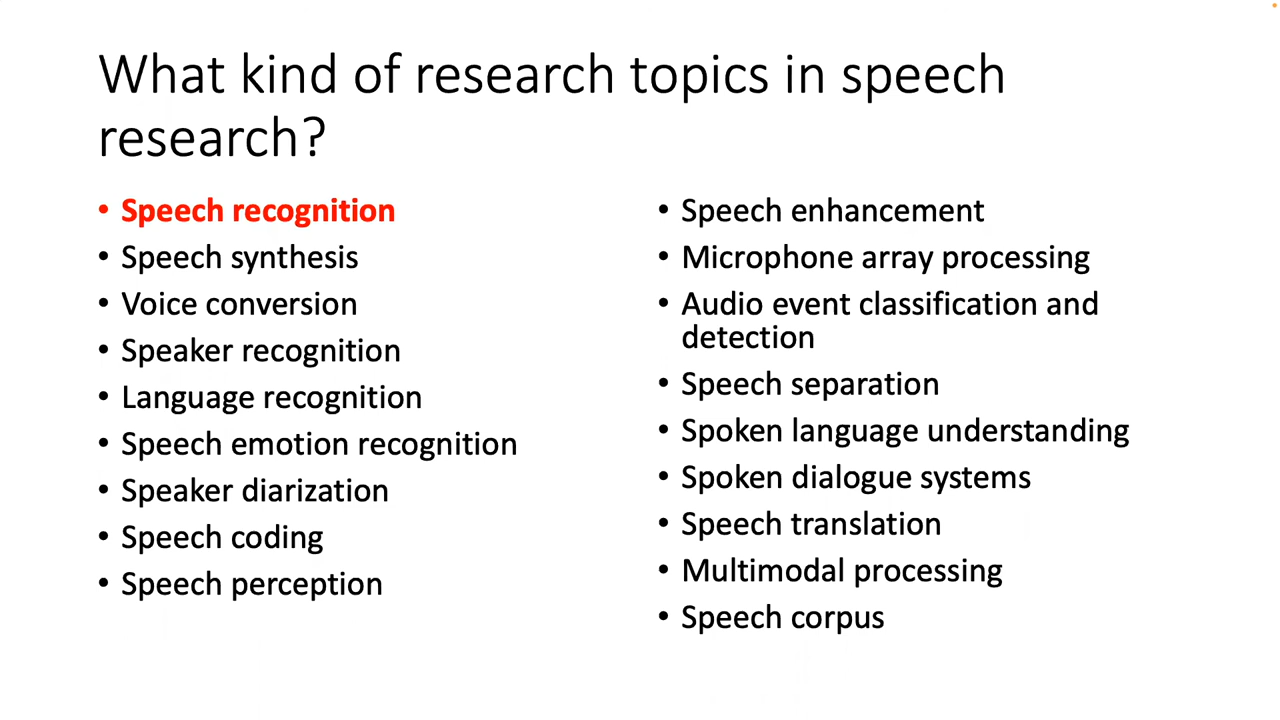 What kind of research topics in speech
research?
• Speech recognition
• Speech synthesis
• Voice conversion
• Speaker recognition
• Language recognition
• Speech emotion recognition
• Speaker diarization
• Speech coding
• Speech perception
• Speech enhancement
• Microphone array processing
• Audio event classification and
detection
• Speech separation
• Spoken language understanding
• Spoken dialogue systems
• Speech translation
• Multimodal processing
• Speech corpus